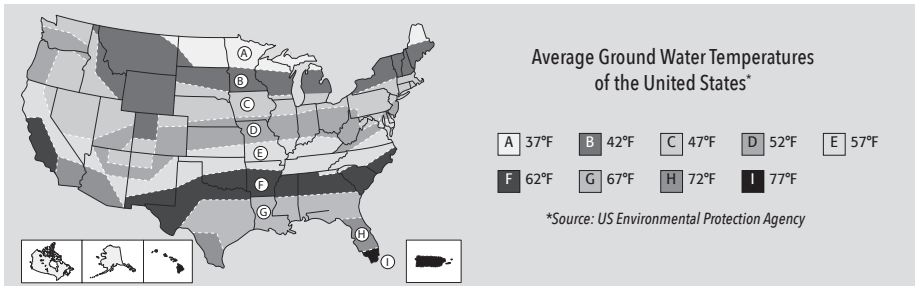 Average Ground Water Temperatures
of the United States*
A 37°F B 42°F C 47°F D 52°F E 57°F
F 62°F G 67°F H 72°F I 77°F
*Source: US Environmental Protection Agency
A
B
C
D
E
F
G
H
I